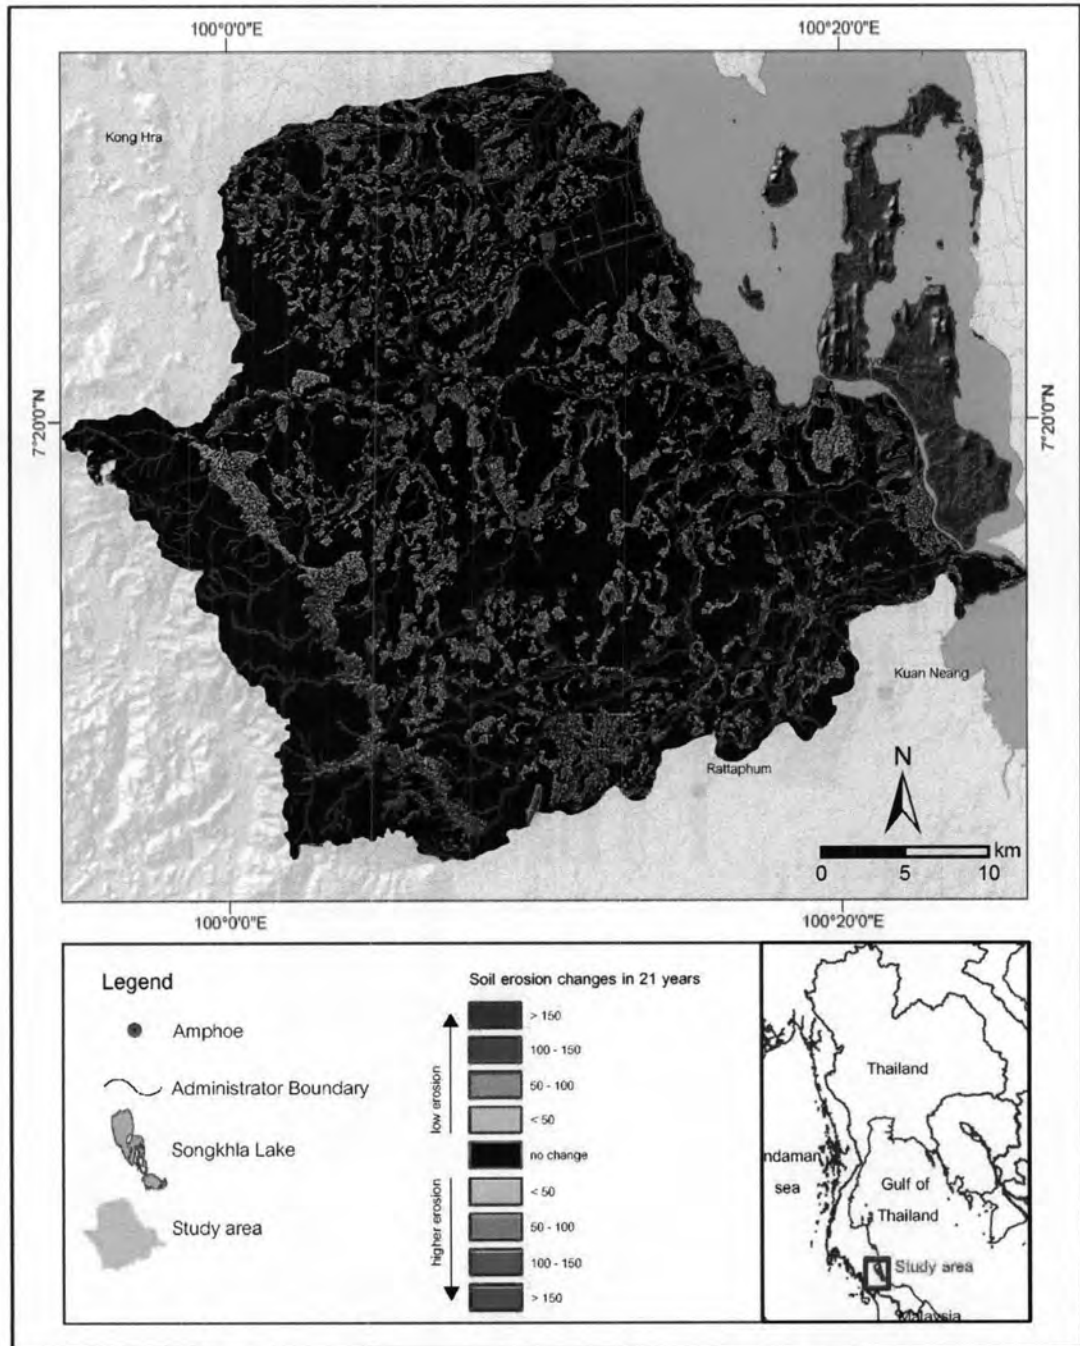 100°0'0"E
100°20'0"E
Kong Hra
7°20'0"N
7°20'0"N
Kuan Neang
Rattaphum
N
km
0 5 10
100°0'0"E
100°20'0"E
Legend
Amphoe
Administrator Boundary
Songkhla Lake
Study area
Soil erosion changes in 21 years
low erosion
> 150
100 - 150
50 - 100
< 50
no change
higher erosion
< 50
50 - 100
100 - 150
> 150
Thailand
ndaman
sea
Gulf of
Thailand
Study area
Malaysia